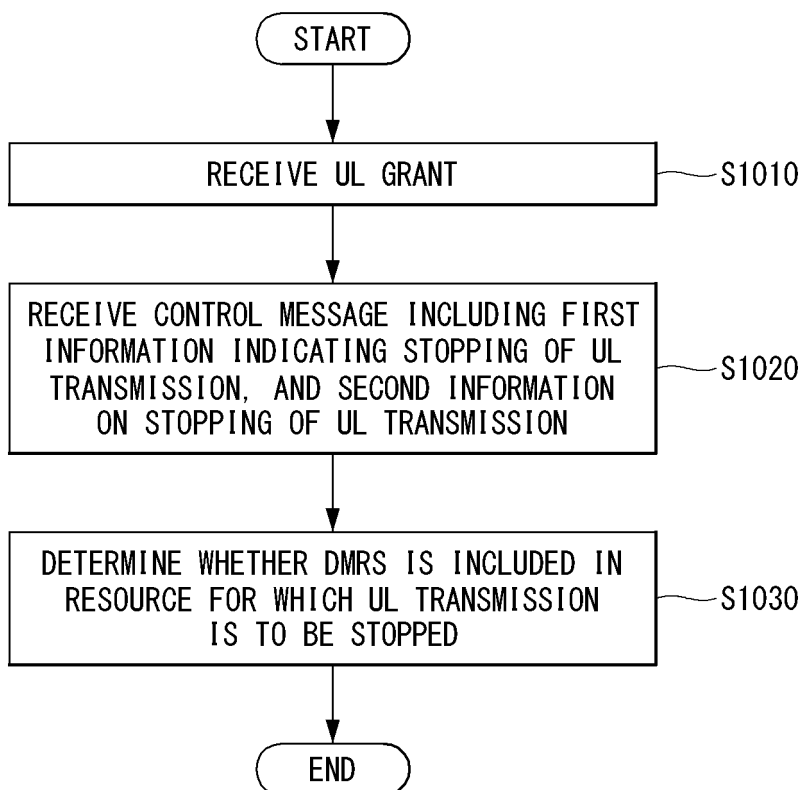 START
RECEIVE UL GRANT
S1010
RECEIVE CONTROL MESSAGE INCLUDING FIRST
INFORMATION INDICATING STOPPING OF UL
TRANSMISSION, AND SECOND INFORMATION
ON STOPPING OF UL TRANSMISSION
S1020
DETERMINE WHETHER DMRS IS INCLUDED IN
RESOURCE FOR WHICH UL TRANSMISSION
IS TO BE STOPPED
S1030
END